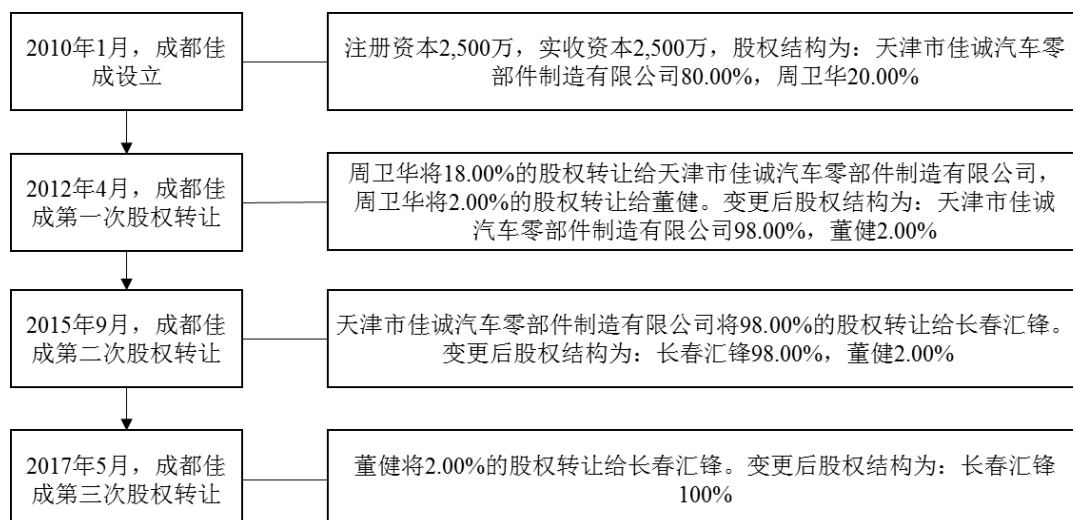 2010年1月，成都佳
成设立
注册资本2,500万，实收资本2,500万，股权结构为：天津市佳诚汽车零
部件制造有限公司80.00%，周卫华20.00%
2012年4月，成都佳
成第一次股权转让
周卫华将18.00%的股权转让给天津市佳诚汽车零部件制造有限公司，
周卫华将2.00%的股权转让给董健。变更后股权结构为：天津市佳诚
汽车零部件制造有限公司98.00%，董健2.00%
2015年9月，成都佳
成第二次股权转让
天津市佳诚汽车零部件制造有限公司将98.00%的股权转让给长春汇锋。
变更后股权结构为：长春汇锋98.00%，董健2.00%
2017年5月，成都佳
成第三次股权转让
董健将2.00%的股权转让给长春汇锋。变更后股权结构为：长春汇锋
100%